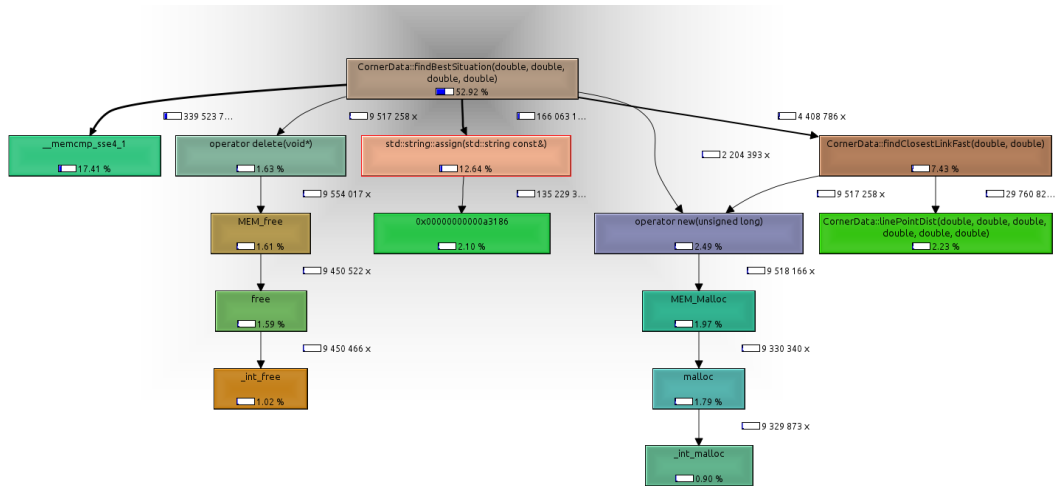 CornerData::findBestSituation(double, double,
double, double)
52.92 %
339 523 7...
9 517 258 x
166 063 1...
4 408 786 x
__memcmp_sse4_1
17.41 %
operator delete(void*)
1.63 %
std::string::assign(std::string const&)
12.64 %
2 204 393 x
CornerData::findClosestLinkFast(double, double)
7.43 %
9 554 017 x
135 229 3...
9 517 258 x
29 760 82...
MEM_free
1.61 %
0x00000000000a3186
2.10 %
operator new(unsigned long)
2.49 %
CornerData::linePointDist(double, double, double,
double, double, double)
2.23 %
9 450 522 x
9 518 166 x
free
1.59 %
MEM_Malloc
1.97 %
9 450 466 x
9 330 340 x
_int_free
1.02 %
malloc
1.79 %
9 329 873 x
_int_malloc
0.90 %